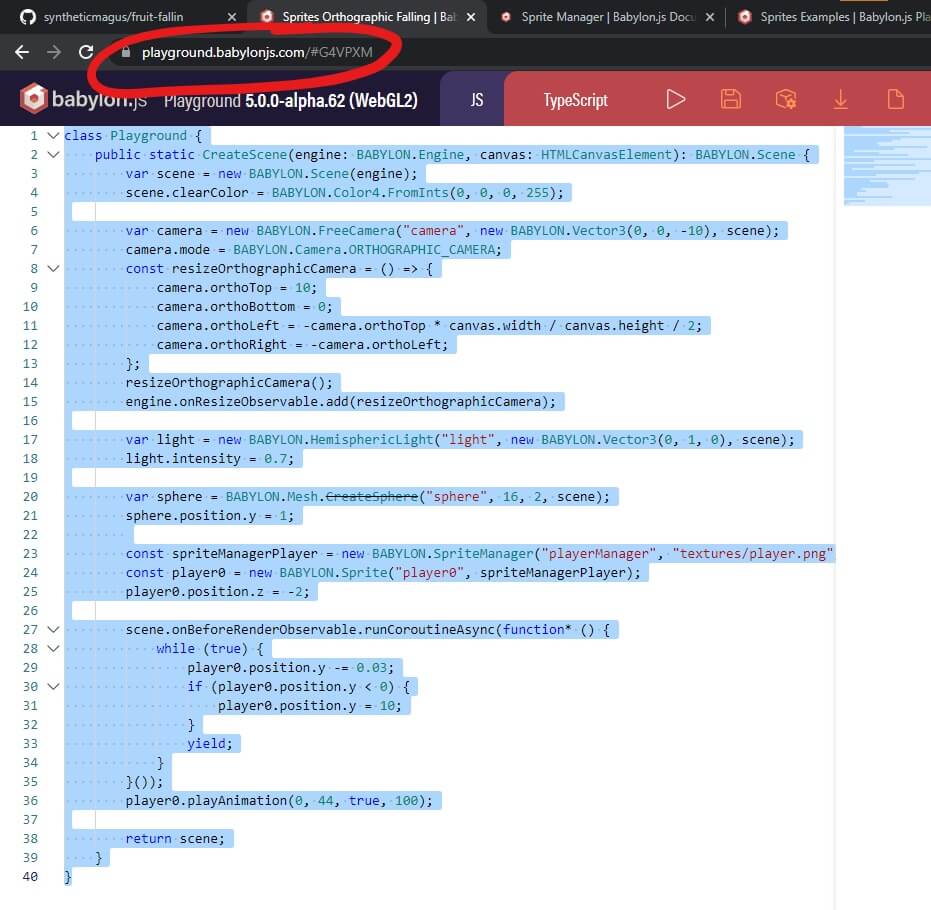 syntheticmagus/fruit-fallin
Sprites Orthographic Falling | Bab
Sprite Manager | Babylon.js Docu
Sprites Examples | Babylon.js Pla
playground.babylonjs.com/#G4VPXM
babylon.js Playground 5.0.0-alpha.62 (WebGL2) JS TypeScript
1 class Playground {
2 public static CreateScene(engine: BABYLON.Engine, canvas: HTMLCanvasElement): BABYLON.Scene {
3 var scene = new BABYLON.Scene(engine);
4 scene.clearColor = BABYLON.Color4.FromInts(0, 0, 0, 255);
5
6 var camera = new BABYLON.FreeCamera("camera", new BABYLON.Vector3(0, 0, -10), scene);
7 camera.mode = BABYLON.Camera.ORTHOGRAPHIC_CAMERA;
8 const resizeOrthographicCamera = () => {
9 camera.orthoTop = 10;
10 camera.orthoBottom = 0;
11 camera.orthoLeft = -camera.orthoTop * canvas.width / canvas.height / 2;
12 camera.orthoRight = -camera.orthoLeft;
13 };
14 resizeOrthographicCamera();
15 engine.onResizeObservable.add(resizeOrthographicCamera);
16
17 var light = new BABYLON.HemisphericLight("light", new BABYLON.Vector3(0, 1, 0), scene);
18 light.intensity = 0.7;
19
20 var sphere = BABYLON.Mesh.CreateSphere("sphere", 16, 2, scene);
21 sphere.position.y = 1;
22
23 const spriteManagerPlayer = new BABYLON.SpriteManager("playerManager", "textures/player.png"
24 const player0 = new BABYLON.Sprite("player0", spriteManagerPlayer);
25 player0.position.z = -2;
26
27 scene.onBeforeRenderObservable.runCoroutineAsync(function* () {
28 while (true) {
29 player0.position.y -= 0.03;
30 if (player0.position.y < 0) {
31 player0.position.y = 10;
32 }
33 yield;
34 }
35 }());
36 player0.playAnimation(0, 44, true, 100);
37
38 return scene;
39 }
40 }